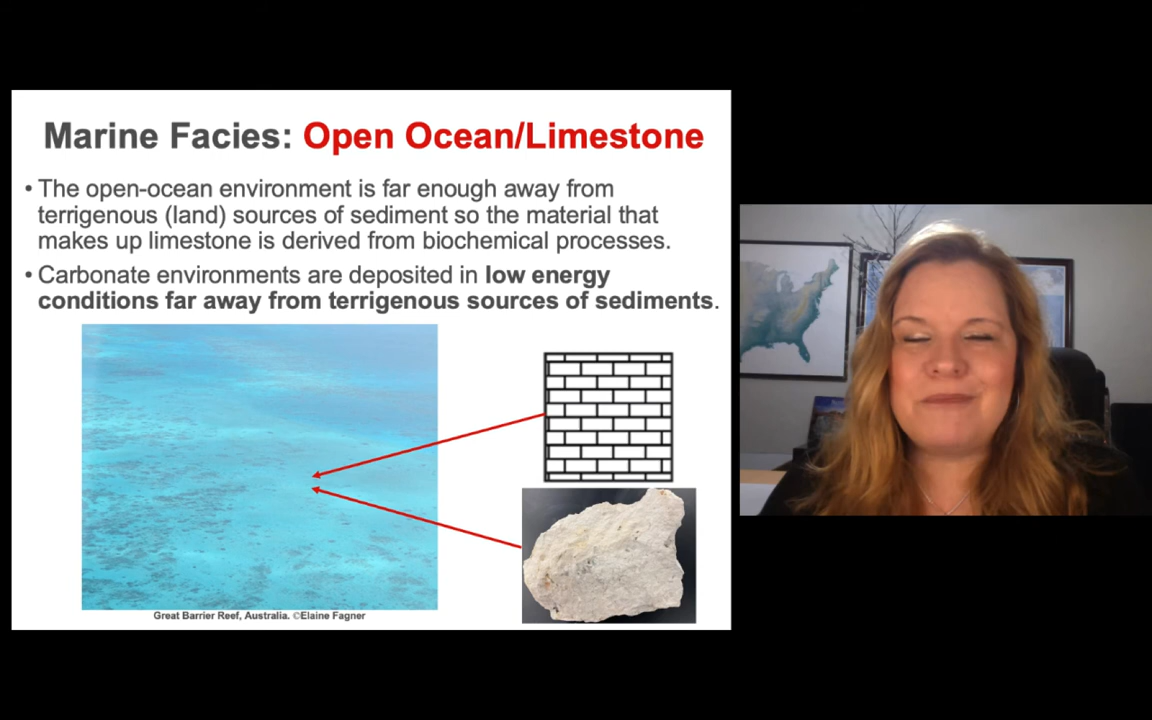 Marine Facies: Open Ocean/Limestone
• The open-ocean environment is far enough away from
terrigenous (land) sources of sediment so the material that
makes up limestone is derived from biochemical processes.
• Carbonate environments are deposited in low energy
conditions far away from terrigenous sources of sediments.
Great Barrier Reef, Australia. ©Elaine Fagner